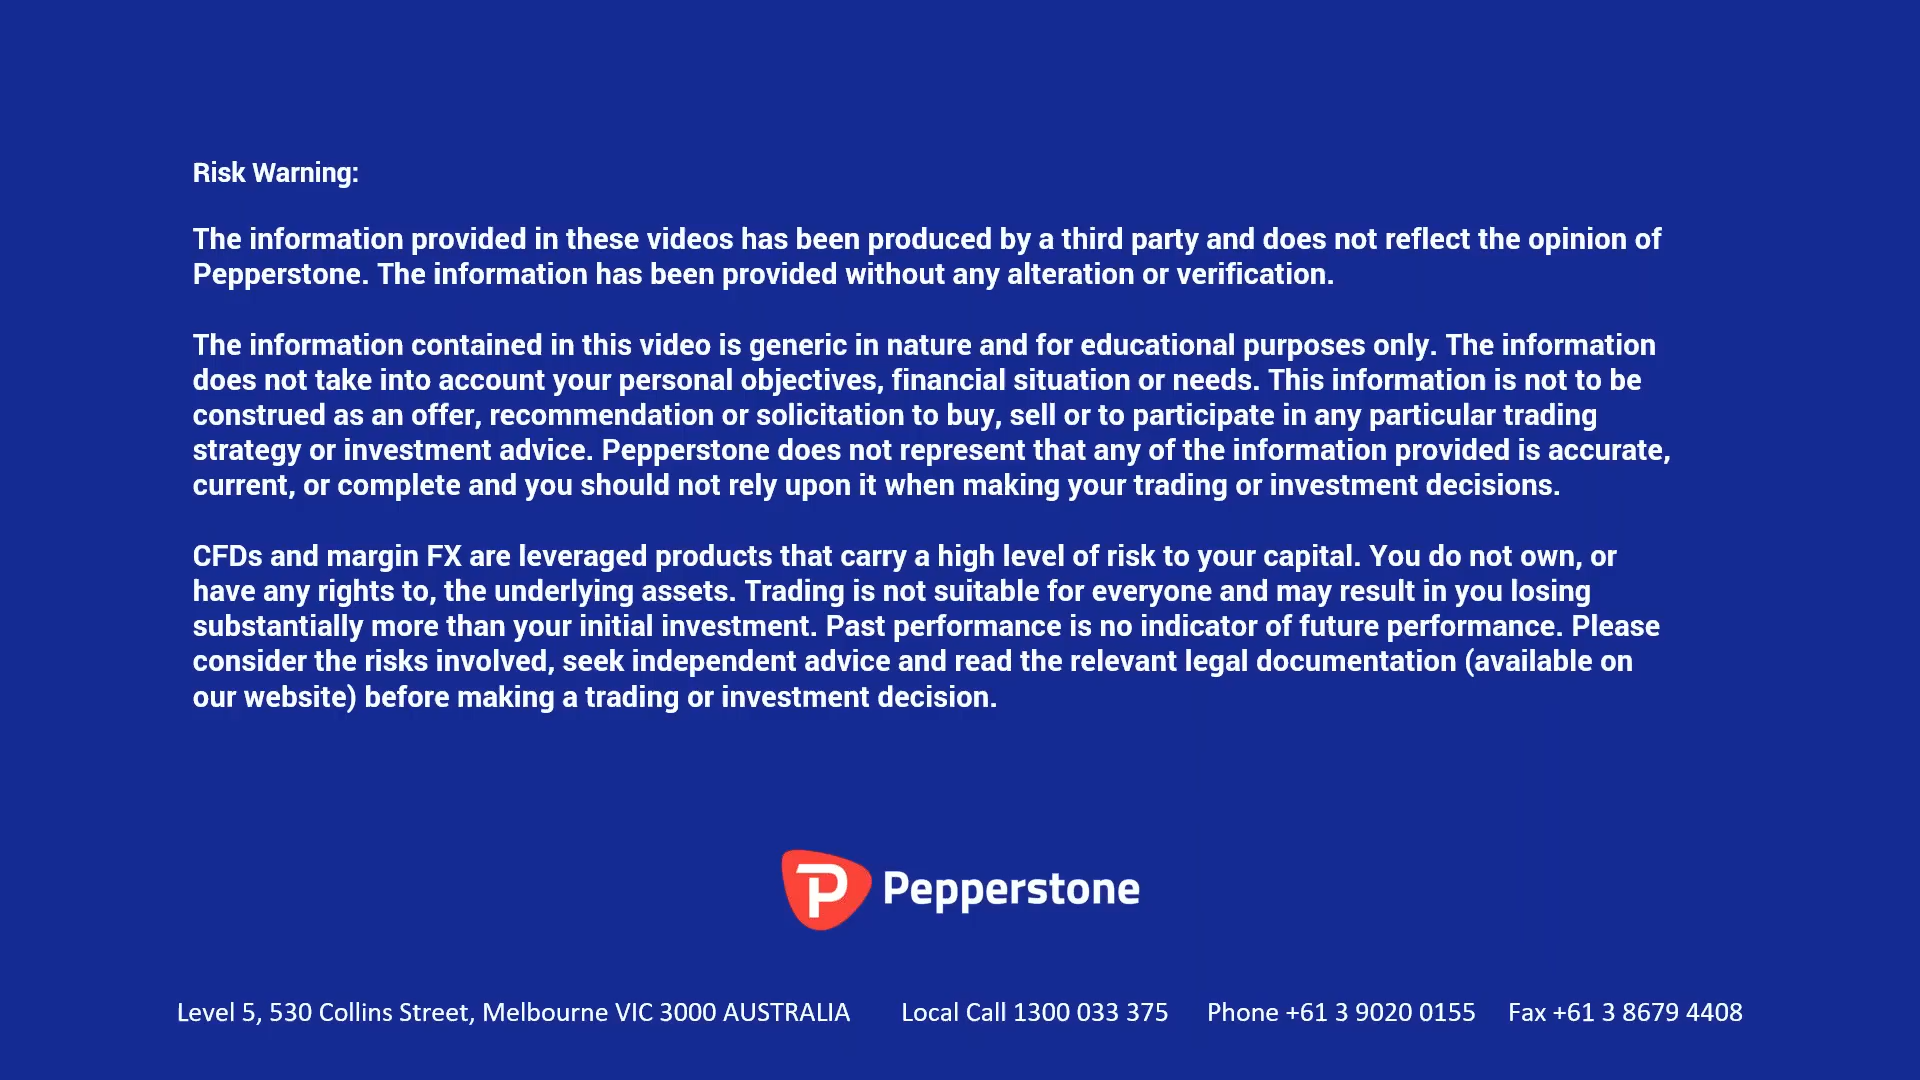 Risk Warning:
The information provided in these videos has been produced by a third party and does not reflect the opinion of
Pepperstone. The information has been provided without any alteration or verification.
The information contained in this video is generic in nature and for educational purposes only. The information
does not take into account your personal objectives, financial situation or needs. This information is not to be
construed as an offer, recommendation or solicitation to buy, sell or to participate in any particular trading
strategy or investment advice. Pepperstone does not represent that any of the information provided is accurate,
current, or complete and you should not rely upon it when making your trading or investment decisions.
CFDs and margin FX are leveraged products that carry a high level of risk to your capital. You do not own, or
have any rights to, the underlying assets. Trading is not suitable for everyone and may result in you losing
substantially more than your initial investment. Past performance is no indicator of future performance. Please
consider the risks involved, seek independent advice and read the relevant legal documentation (available on
our website) before making a trading or investment decision.
P Pepperstone
Level 5, 530 Collins Street, Melbourne VIC 3000 AUSTRALIA Local Call 1300 033 375 Phone +61 3 9020 0155 Fax +61 3 8679 4408